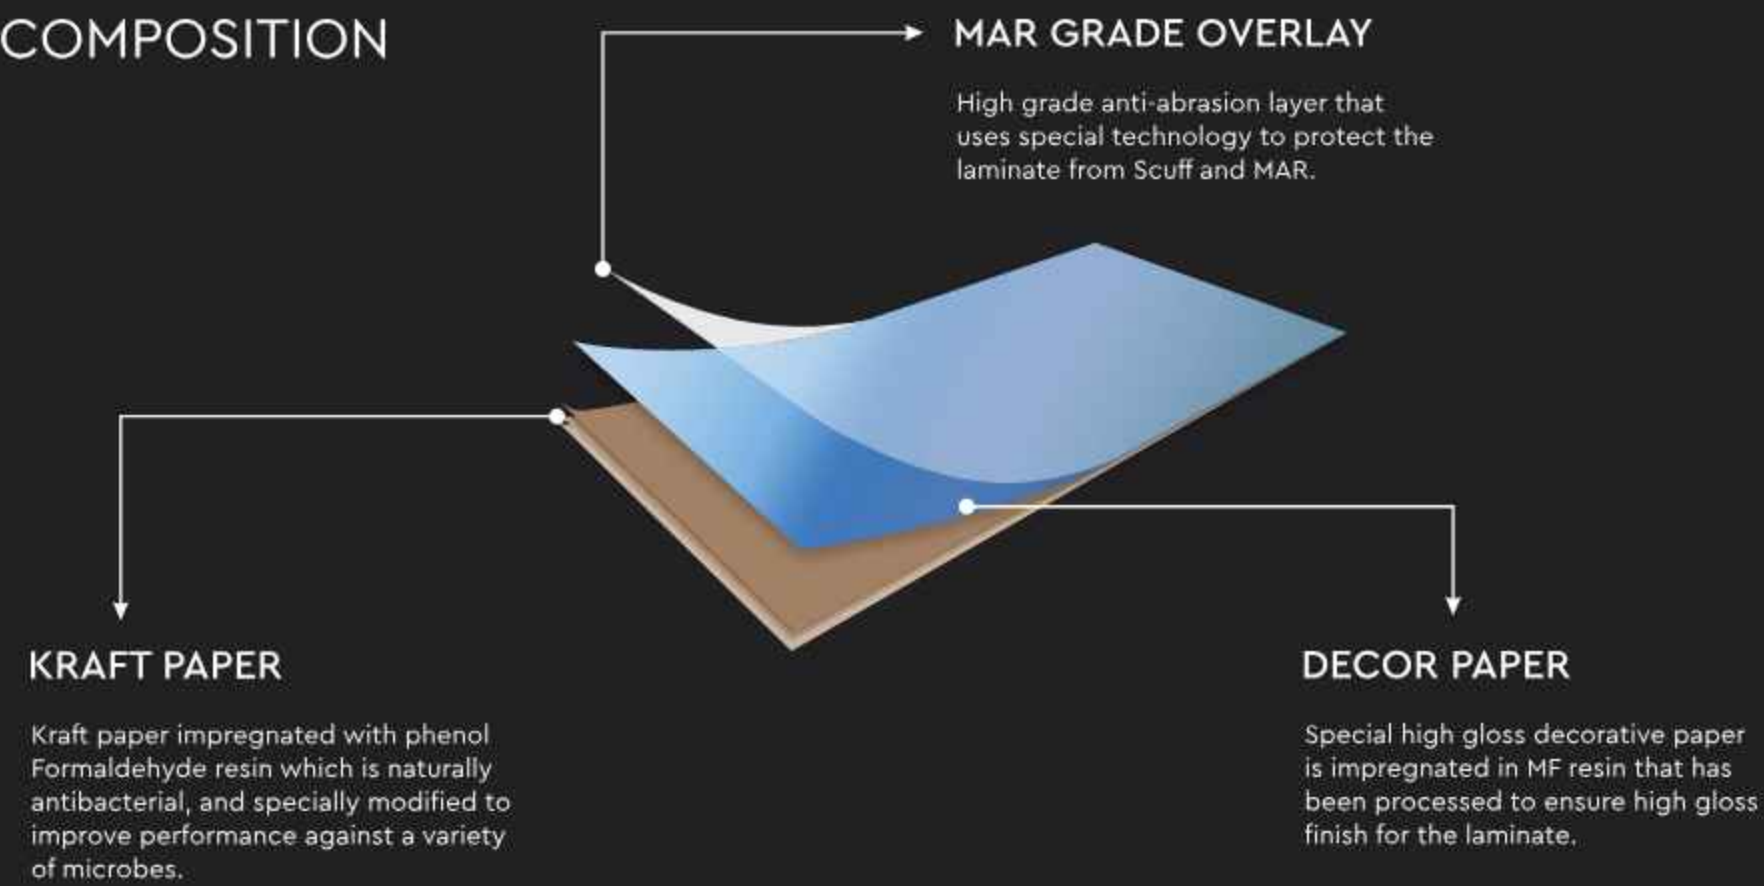 COMPOSITION
MAR GRADE OVERLAY
High grade anti-abrasion layer that
uses special technology to protect the
laminate from Scuff and MAR.
KRAFT PAPER
Kraft paper impregnated with phenol
Formaldehyde resin which is naturally
antibacterial, and specially modified to
improve performance against a variety
of microbes.
DECOR PAPER
Special high gloss decorative paper
is impregnated in MF resin that has
been processed to ensure high gloss
finish for the laminate.